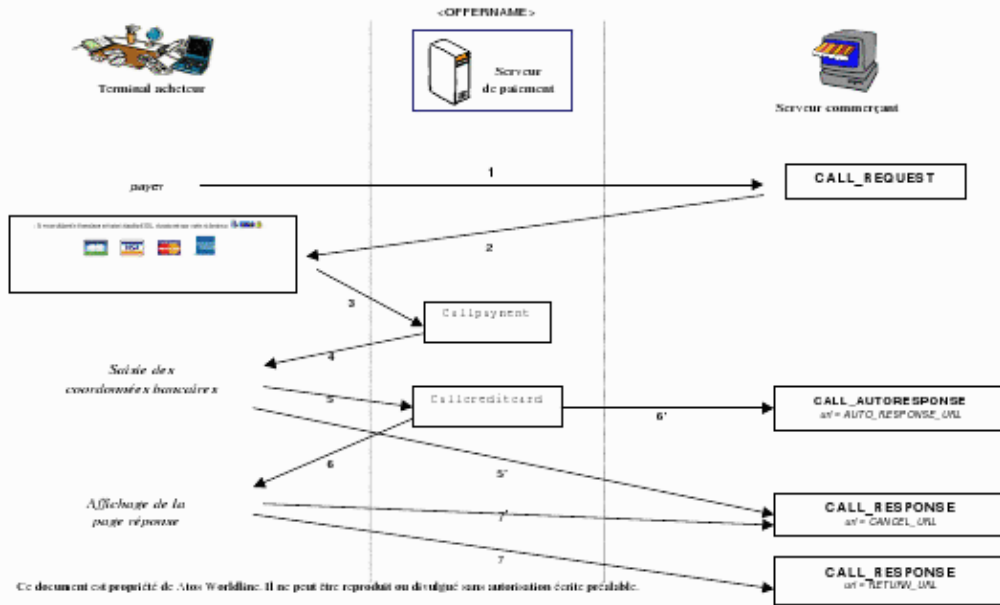 <OFFERNAME>
Terminal acheteur
Serveur
de paiement
Serveur commerçant
1
payer
CALL_REQUEST
VISA
2
3
Callpayment
4
Saisie des
coordonnées bancaires
5
Callcreditcard
6'
CALL_AUTORESPONSE
url = AUTO_RESPONSE_URL
6
5'
Affichage de la
page réponse
7'
CALL_RESPONSE
url = CANCEL_URL
7
CALL_RESPONSE
url = RETURN_URL
Ce document est propriété de Atos Worldline. Il ne peut être reproduit ou divulgué sans autorisation écrite préalable.